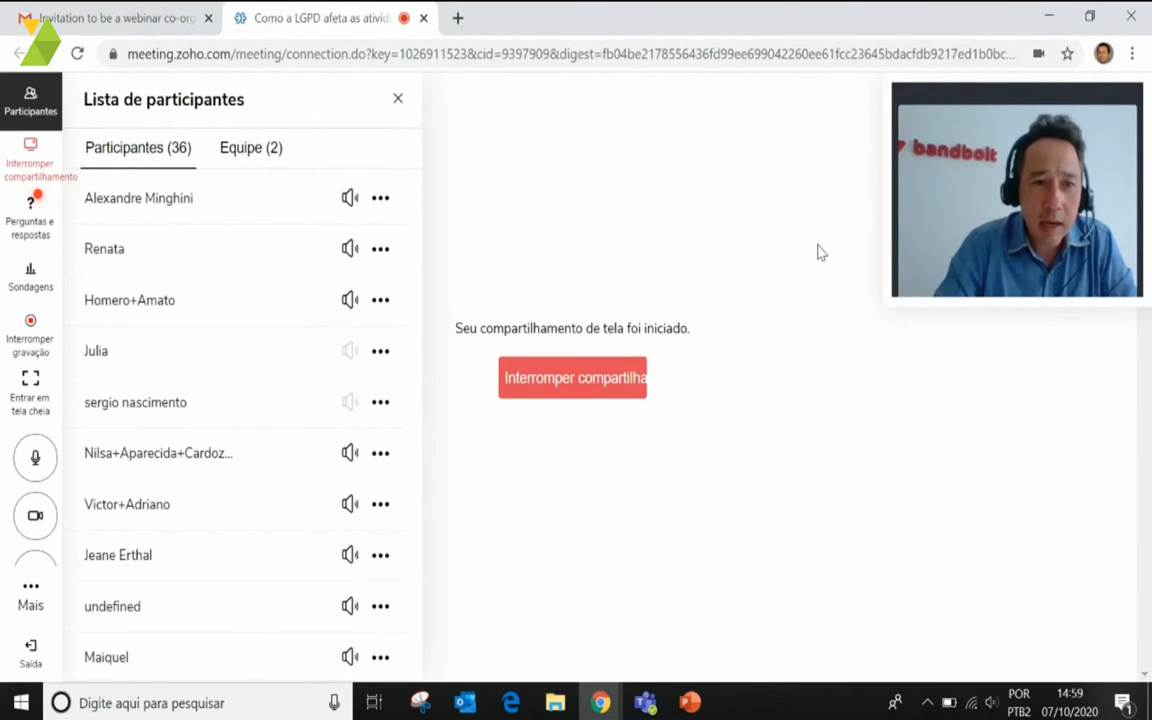 Invitation to be a webinar co-org
Como a LGPD afeta as ativid
meeting.zoho.com/meeting/connection.do?key=1026911523&cid=9397909&digest=fb04be2178556436fd99ee699042260ee61fcc23645bdacfdb9217ed1b0bc...
Participantes
Interromper
compartilhamento
?
Perguntas e
respostas
Sondagens
Interromper
gravação
Entrar em
tela cheia
Mais
Saída
Lista de participantes
Participantes (36)
Equipe (2)
Alexandre Minghini
Renata
Homero+Amato
Julia
sergio nascimento
Nilsa+Aparecida+Cardoz...
Victor+Adriano
Jeane Erthal
undefined
Maiquel
bandbolt
Seu compartilhamento de tela foi iniciado.
Interromper compartilha
Digite aqui para pesquisar
POR
PTB2
14:59
07/10/2020
1